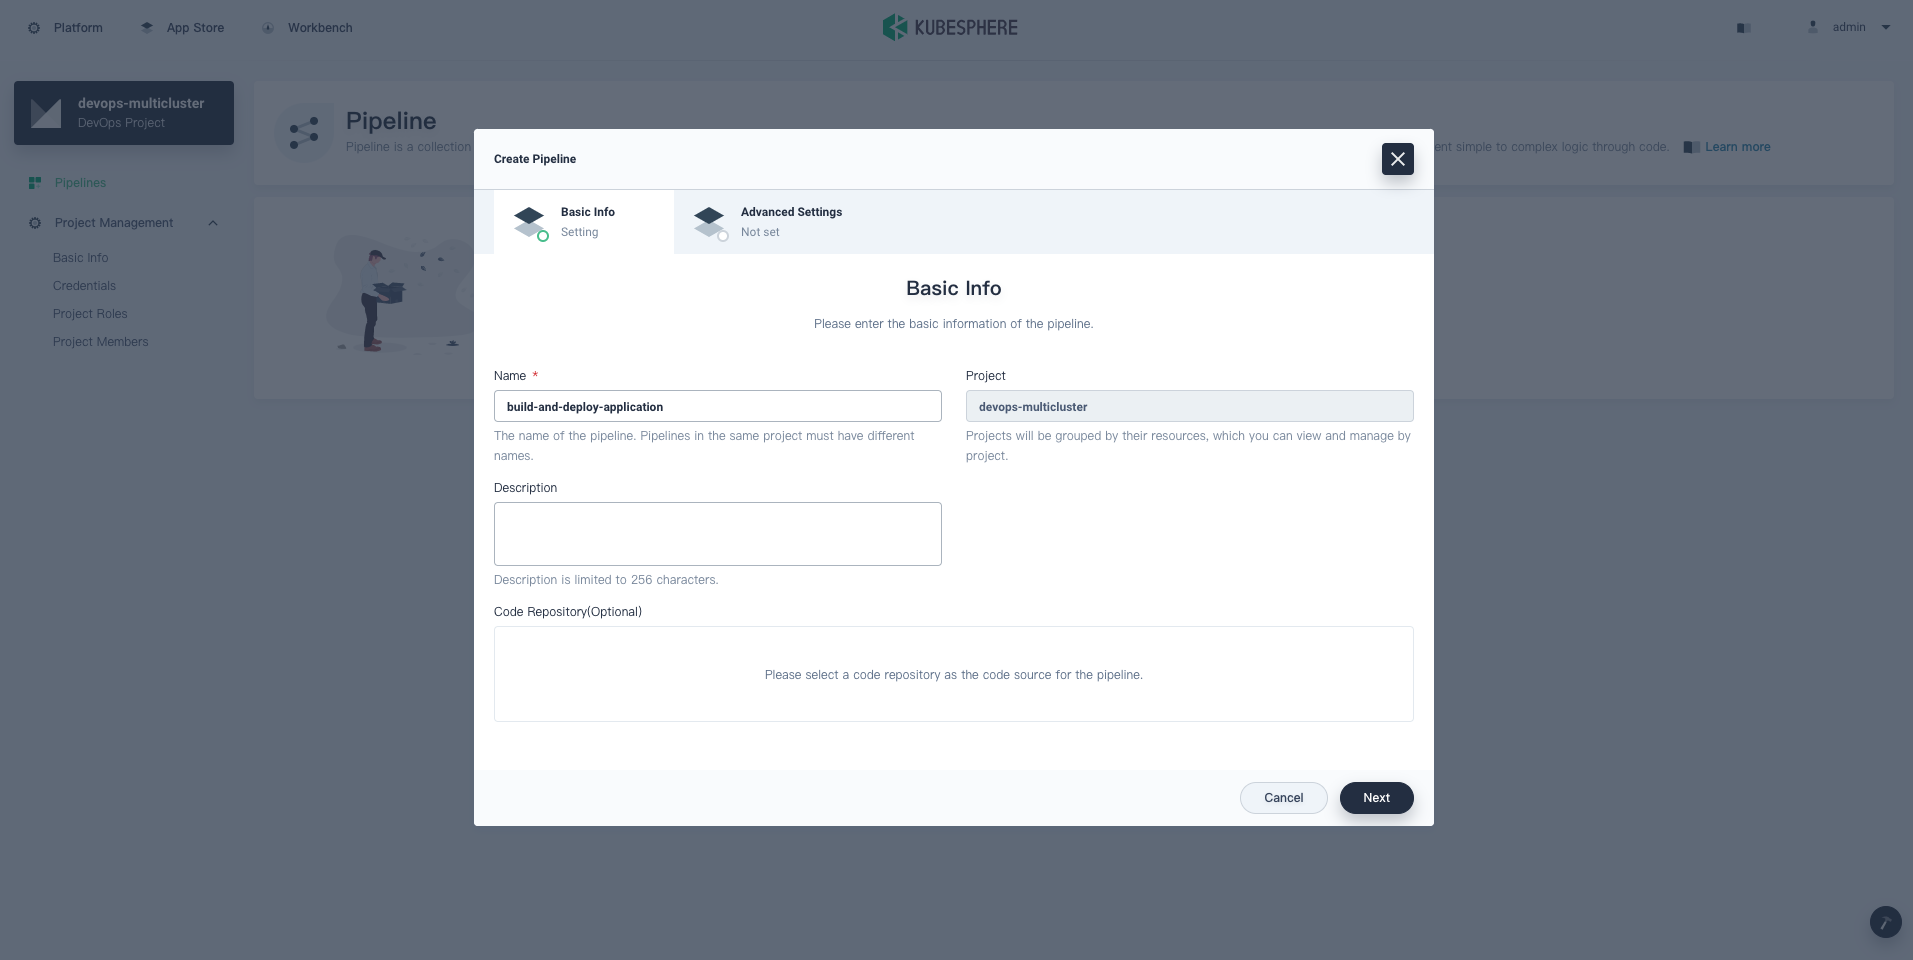 Platform
App Store
Workbench
KUBESPHERE
admin
devops-multicluster
DevOps Project
Pipelines
Project Management
Basic Info
Credentials
Project Roles
Project Members
Pipeline
Pipeline is a collection
ent simple to complex logic through code.
Learn more
Create Pipeline
Basic Info
Setting
Advanced Settings
Not set
Basic Info
Please enter the basic information of the pipeline.
Name *
build-and-deploy-application
The name of the pipeline. Pipelines in the same project must have different
names.
Project
devops-multicluster
Projects will be grouped by their resources, which you can view and manage by
project.
Description
Description is limited to 256 characters.
Code Repository(Optional)
Please select a code repository as the code source for the pipeline.
Cancel
Next